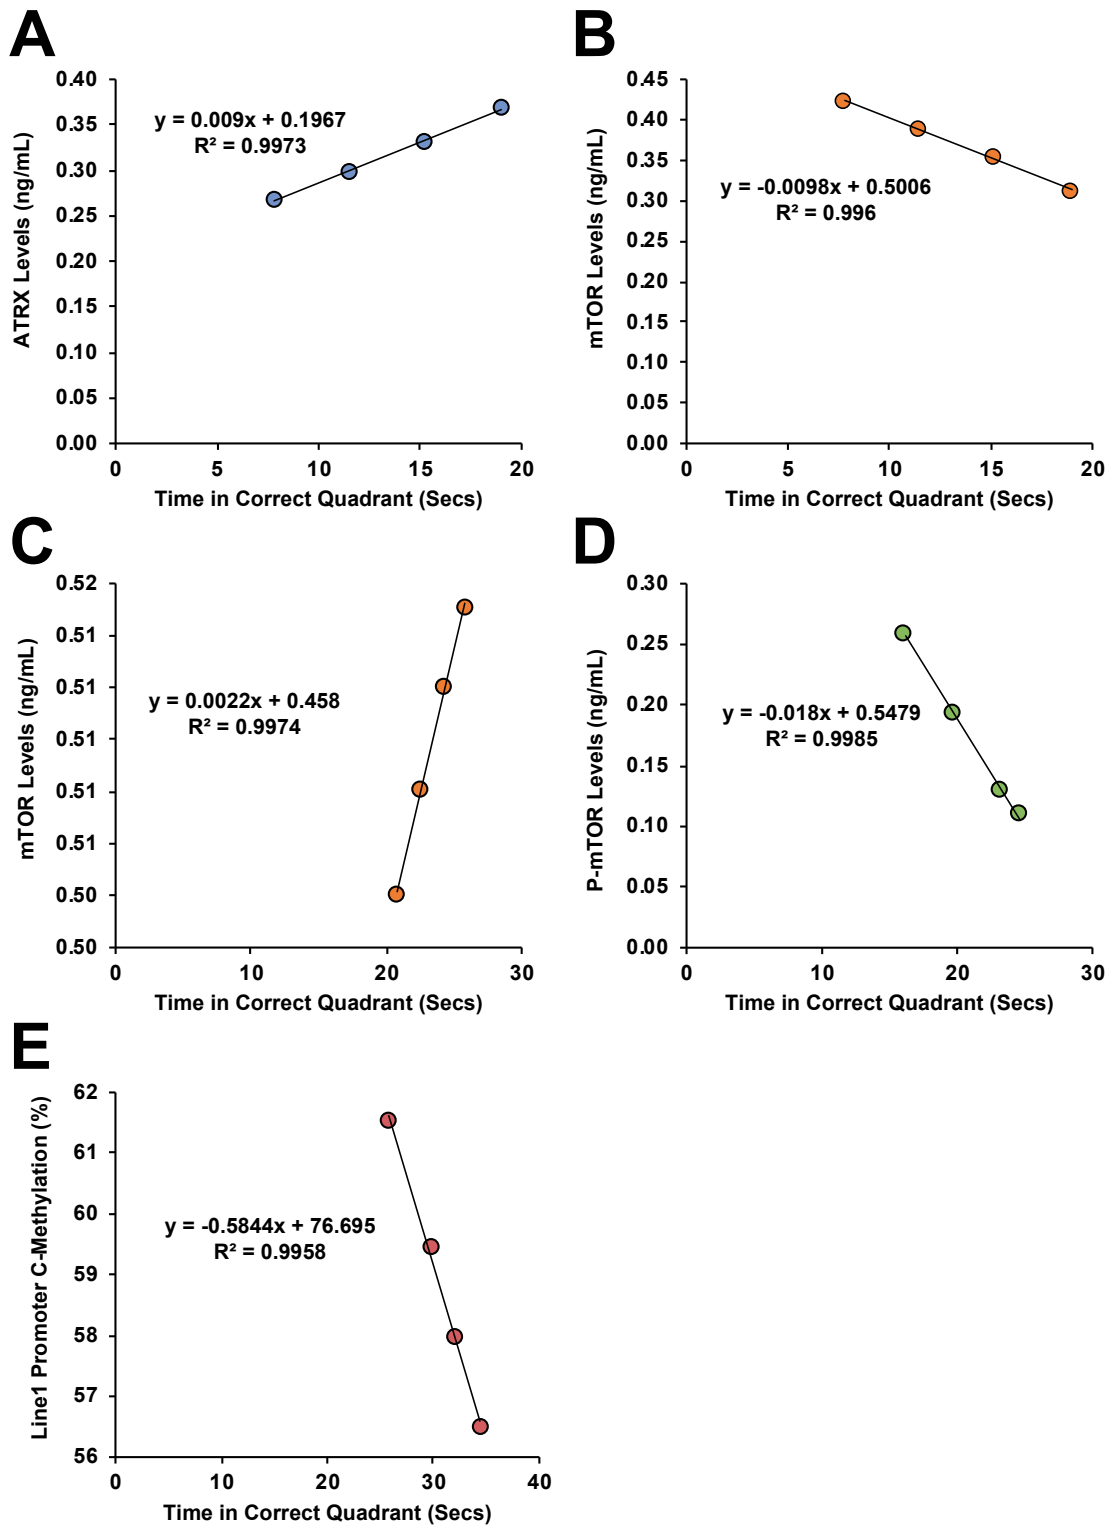 A
0.40
0.35
0.30
0.25
0.20
0.15
0.10
0.05
0.00
ATRX Levels (ng/mL)
y = 0.009x + 0.1967
R² = 0.9973
0 5 10 15 20
Time in Correct Quadrant (Secs)
B
0.45
0.40
0.35
0.30
0.25
0.20
0.15
0.10
0.05
0.00
mTOR Levels (ng/mL)
y = -0.0098x + 0.5006
R² = 0.996
0 5 10 15 20
Time in Correct Quadrant (Secs)
C
0.52
0.51
0.51
0.51
0.51
0.51
0.50
0.50
mTOR Levels (ng/mL)
y = 0.0022x + 0.458
R² = 0.9974
0 10 20 30
Time in Correct Quadrant (Secs)
D
0.30
0.25
0.20
0.15
0.10
0.05
0.00
P-mTOR Levels (ng/mL)
y = -0.018x + 0.5479
R² = 0.9985
0 10 20 30
Time in Correct Quadrant (Secs)
E
62
61
60
59
58
57
56
Line1 Promoter C-Methylation (%)
y = -0.5844x + 76.695
R² = 0.9958
0 10 20 30 40
Time in Correct Quadrant (Secs)